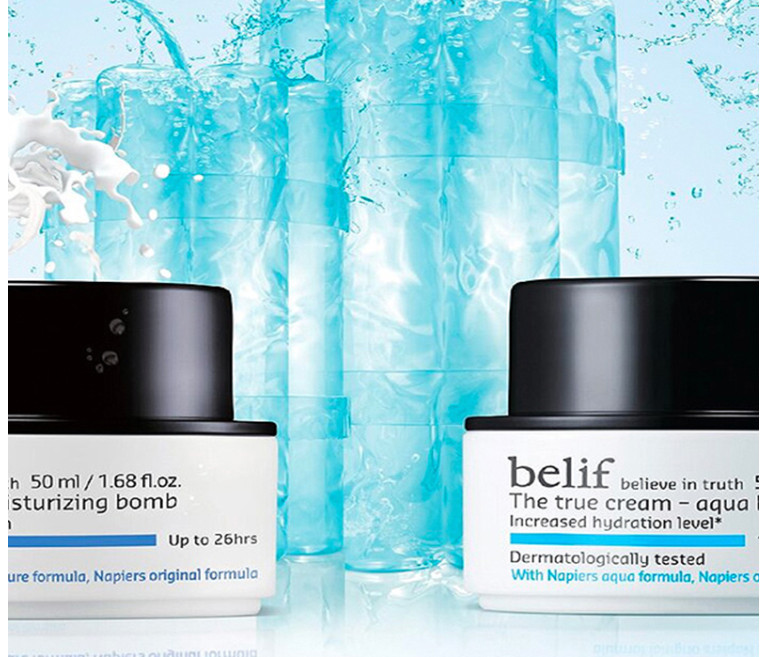 50 ml / 1.68 fl.oz.
isturizing bomb
Up to 26hrs
ure formula, Napiers original formula
belif believe in truth
The true cream – aqua
Increased hydration level*
Dermatologically tested
With Napiers aqua formula, Napiers